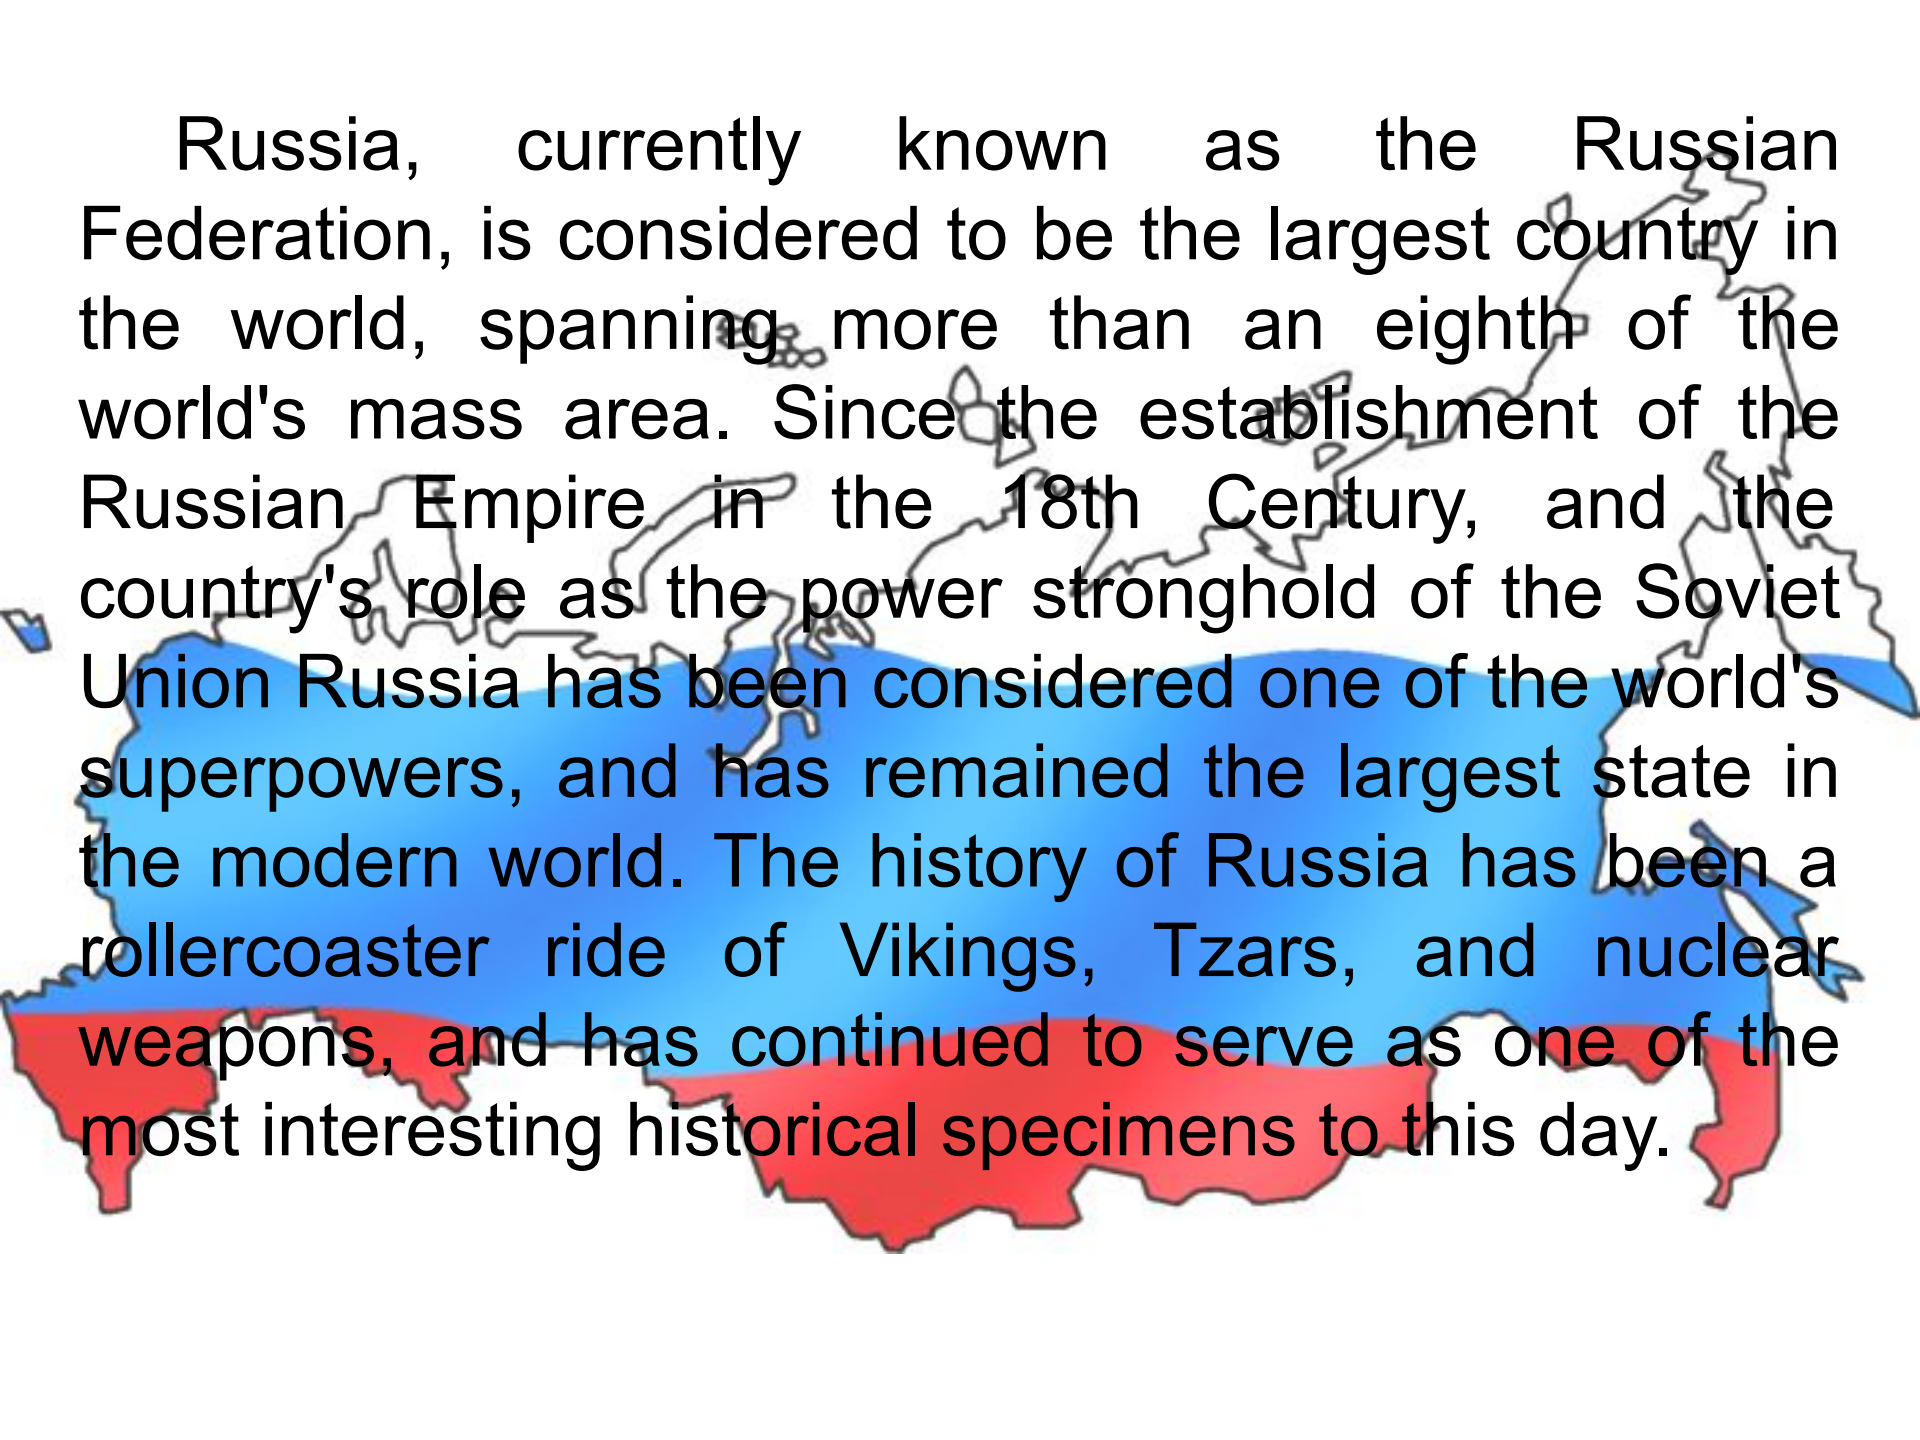 Russia, currently known as the Russian
Federation, is considered to be the largest country in
the world, spanning more than an eighth of the
world's mass area. Since the establishment of the
Russian Empire in the 18th Century, and the
country's role as the power stronghold of the Soviet
Union Russia has been considered one of the world's
superpowers, and has remained the largest state in
the modern world. The history of Russia has been a
rollercoaster ride of Vikings, Tzars, and nuclear
weapons, and has continued to serve as one of the
most interesting historical specimens to this day.